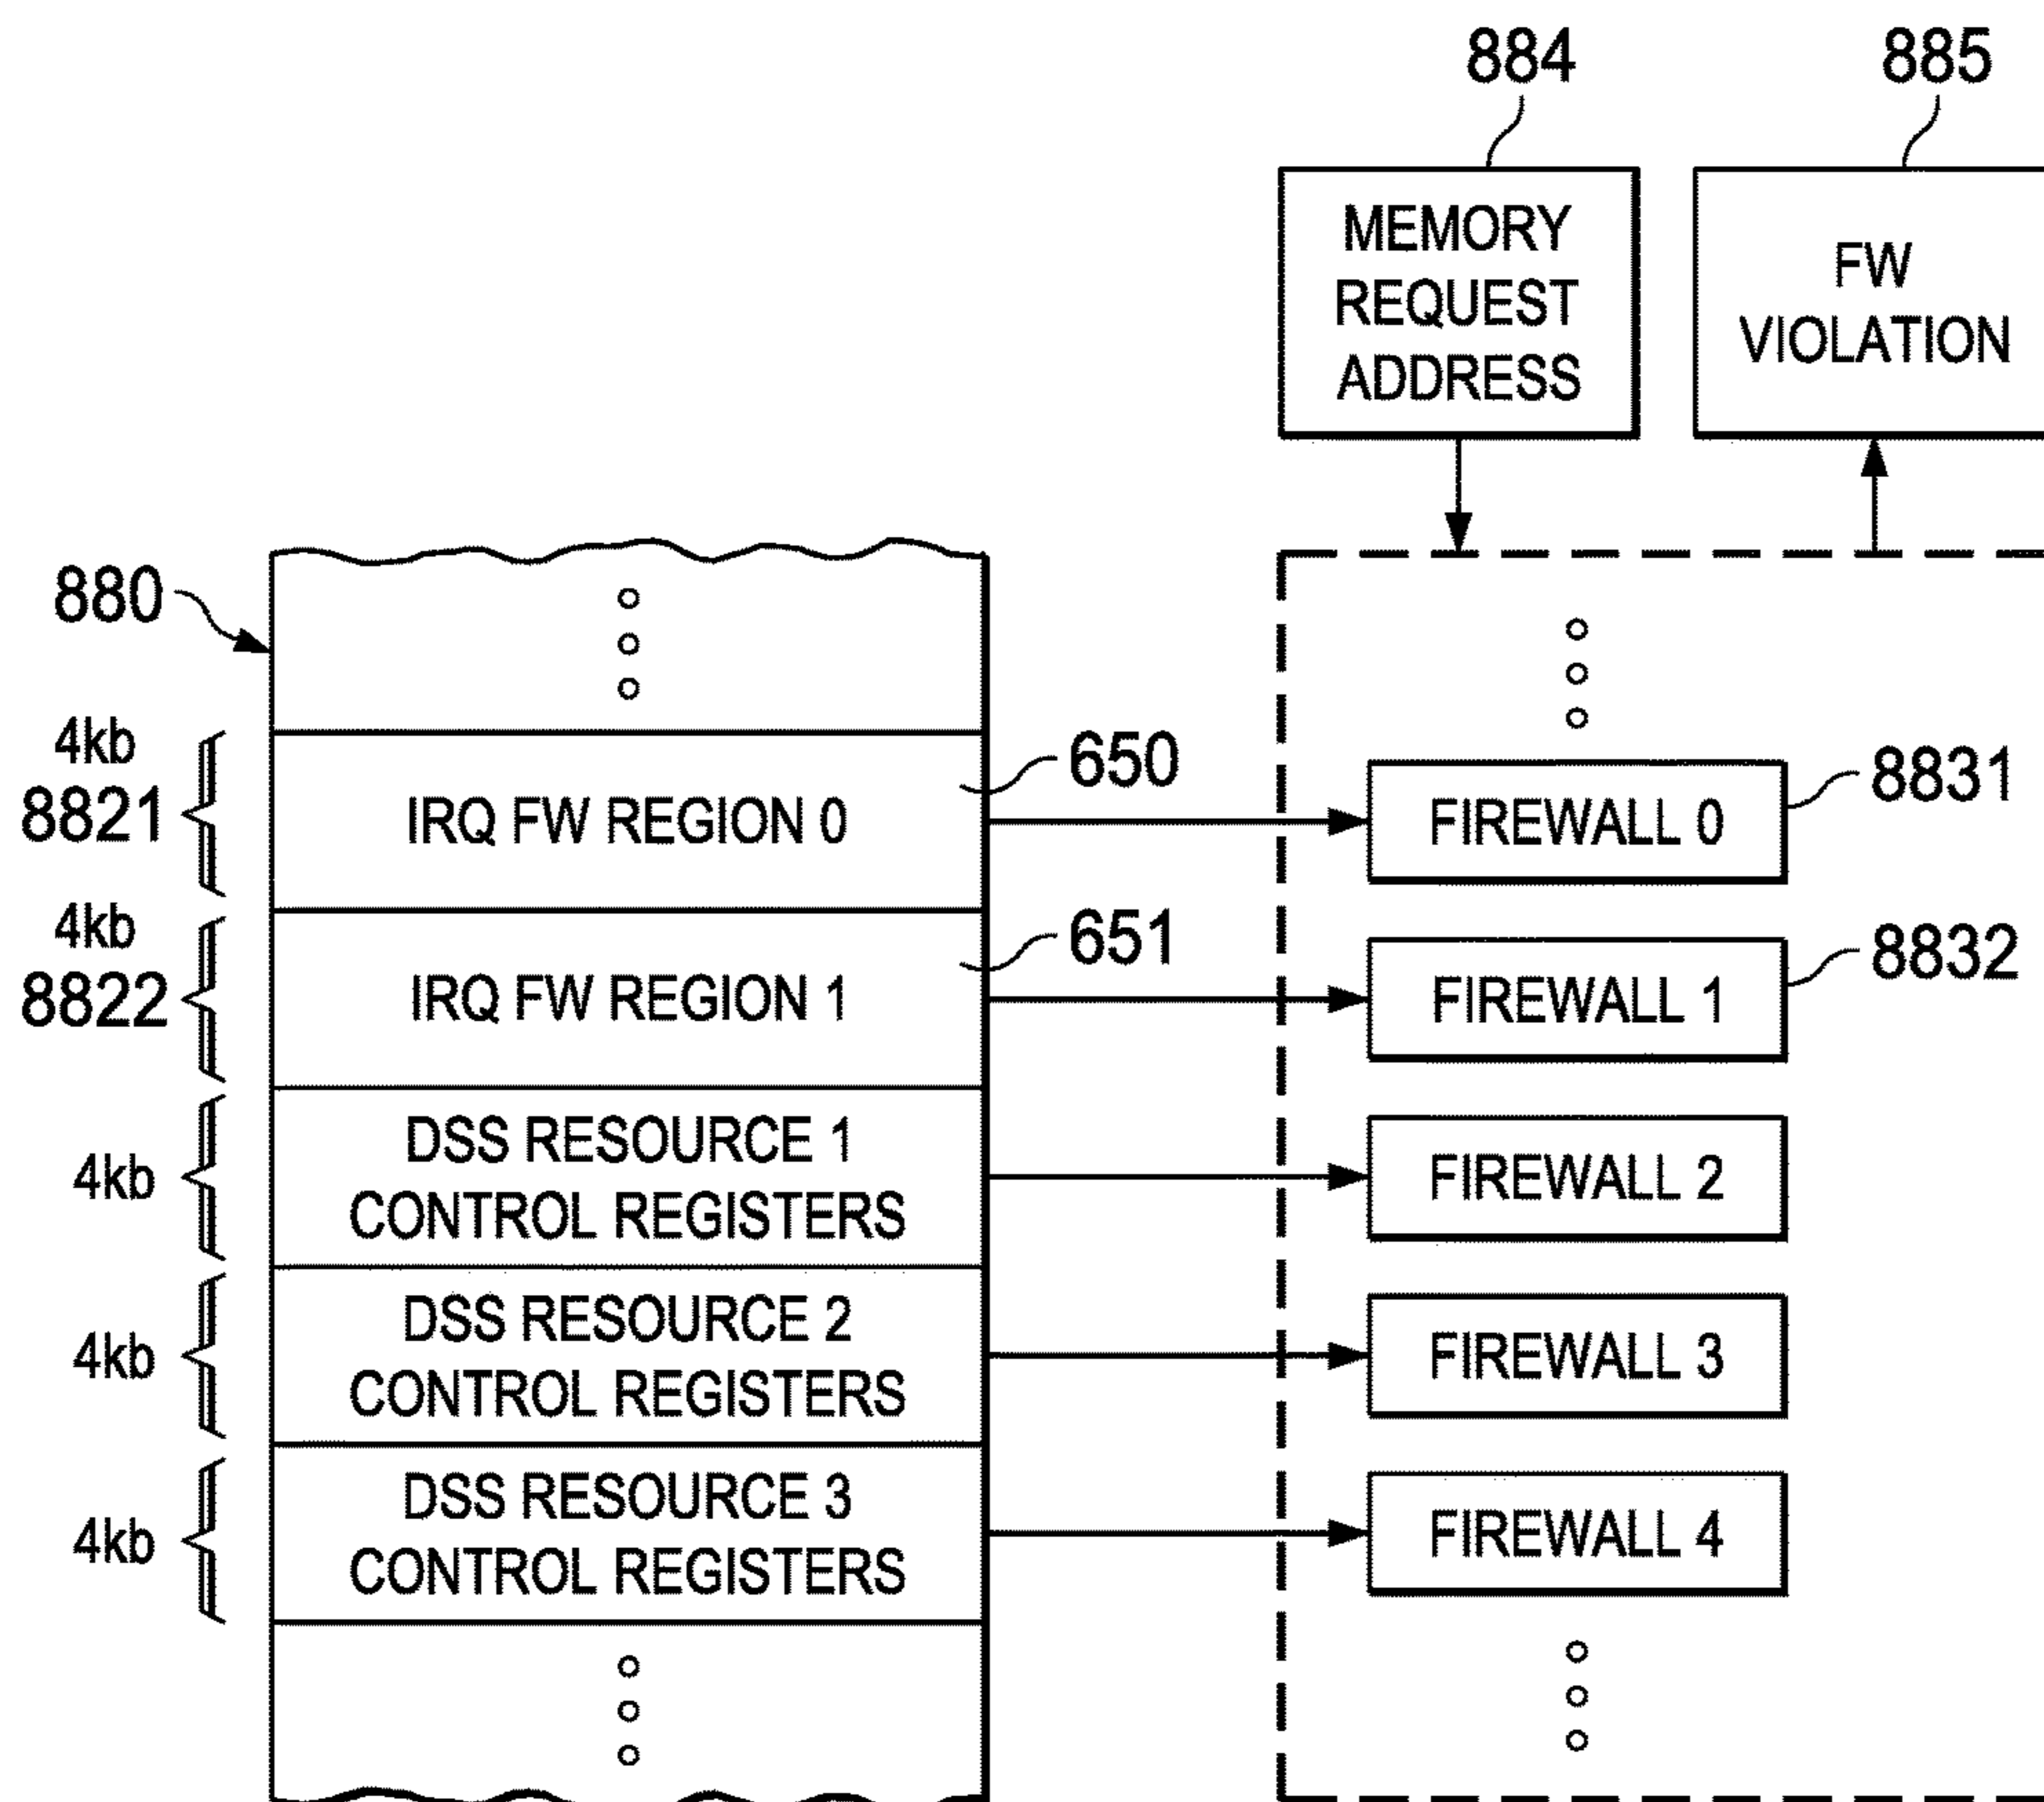 884
885
MEMORY
REQUEST
ADDRESS
FW
VIOLATION
880
4kb
8821
IRQ FW REGION 0
650
FIREWALL 0
8831
4kb
8822
IRQ FW REGION 1
651
FIREWALL 1
8832
4kb
DSS RESOURCE 1
CONTROL REGISTERS
FIREWALL 2
4kb
DSS RESOURCE 2
CONTROL REGISTERS
FIREWALL 3
4kb
DSS RESOURCE 3
CONTROL REGISTERS
FIREWALL 4